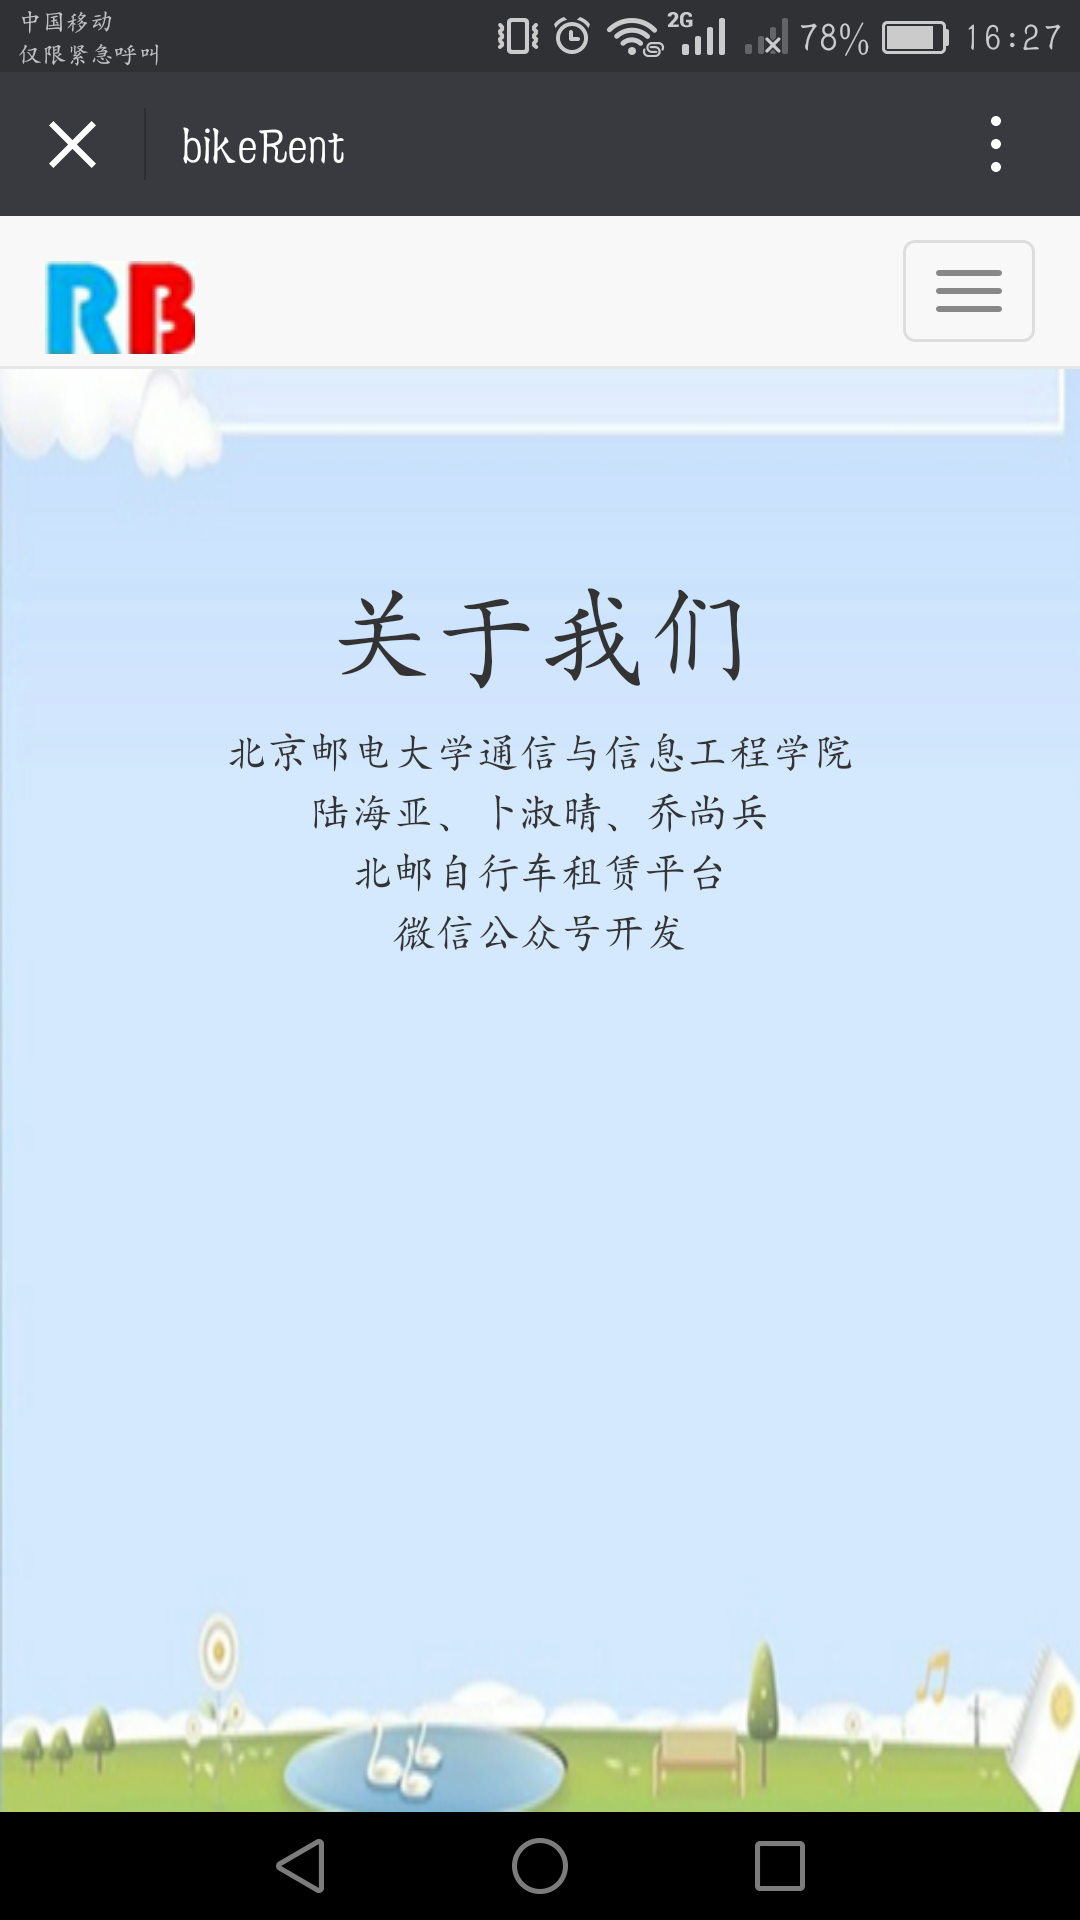 中国移动
仅限紧急呼叫
2G
78%
16:27
bikeRent
RB
关于我们
北京邮电大学通信与信息工程学院
陆海亚、卜淑晴、乔尚兵
北邮自行车租赁平台
微信公众号开发